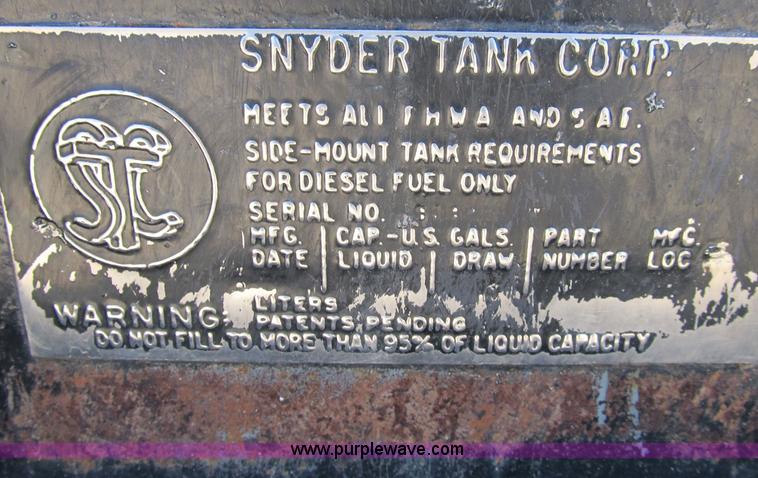 SNYDER TANK CORP.
MEETS ALL F H W A AND S A E.
SIDE-MOUNT TANK REQUIREMENTS
FOR DIESEL FUEL ONLY
SERIAL NO.
MFG. CAP.-U.S. GALS. PART MFG.
DATE LIQUID DRAW NUMBER LOC
LITERS
WARNING: PATENTS PENDING
DO NOT FILL TO MORE THAN 95% OF LIQUID CAPACITY
STC
www.purplewave.com